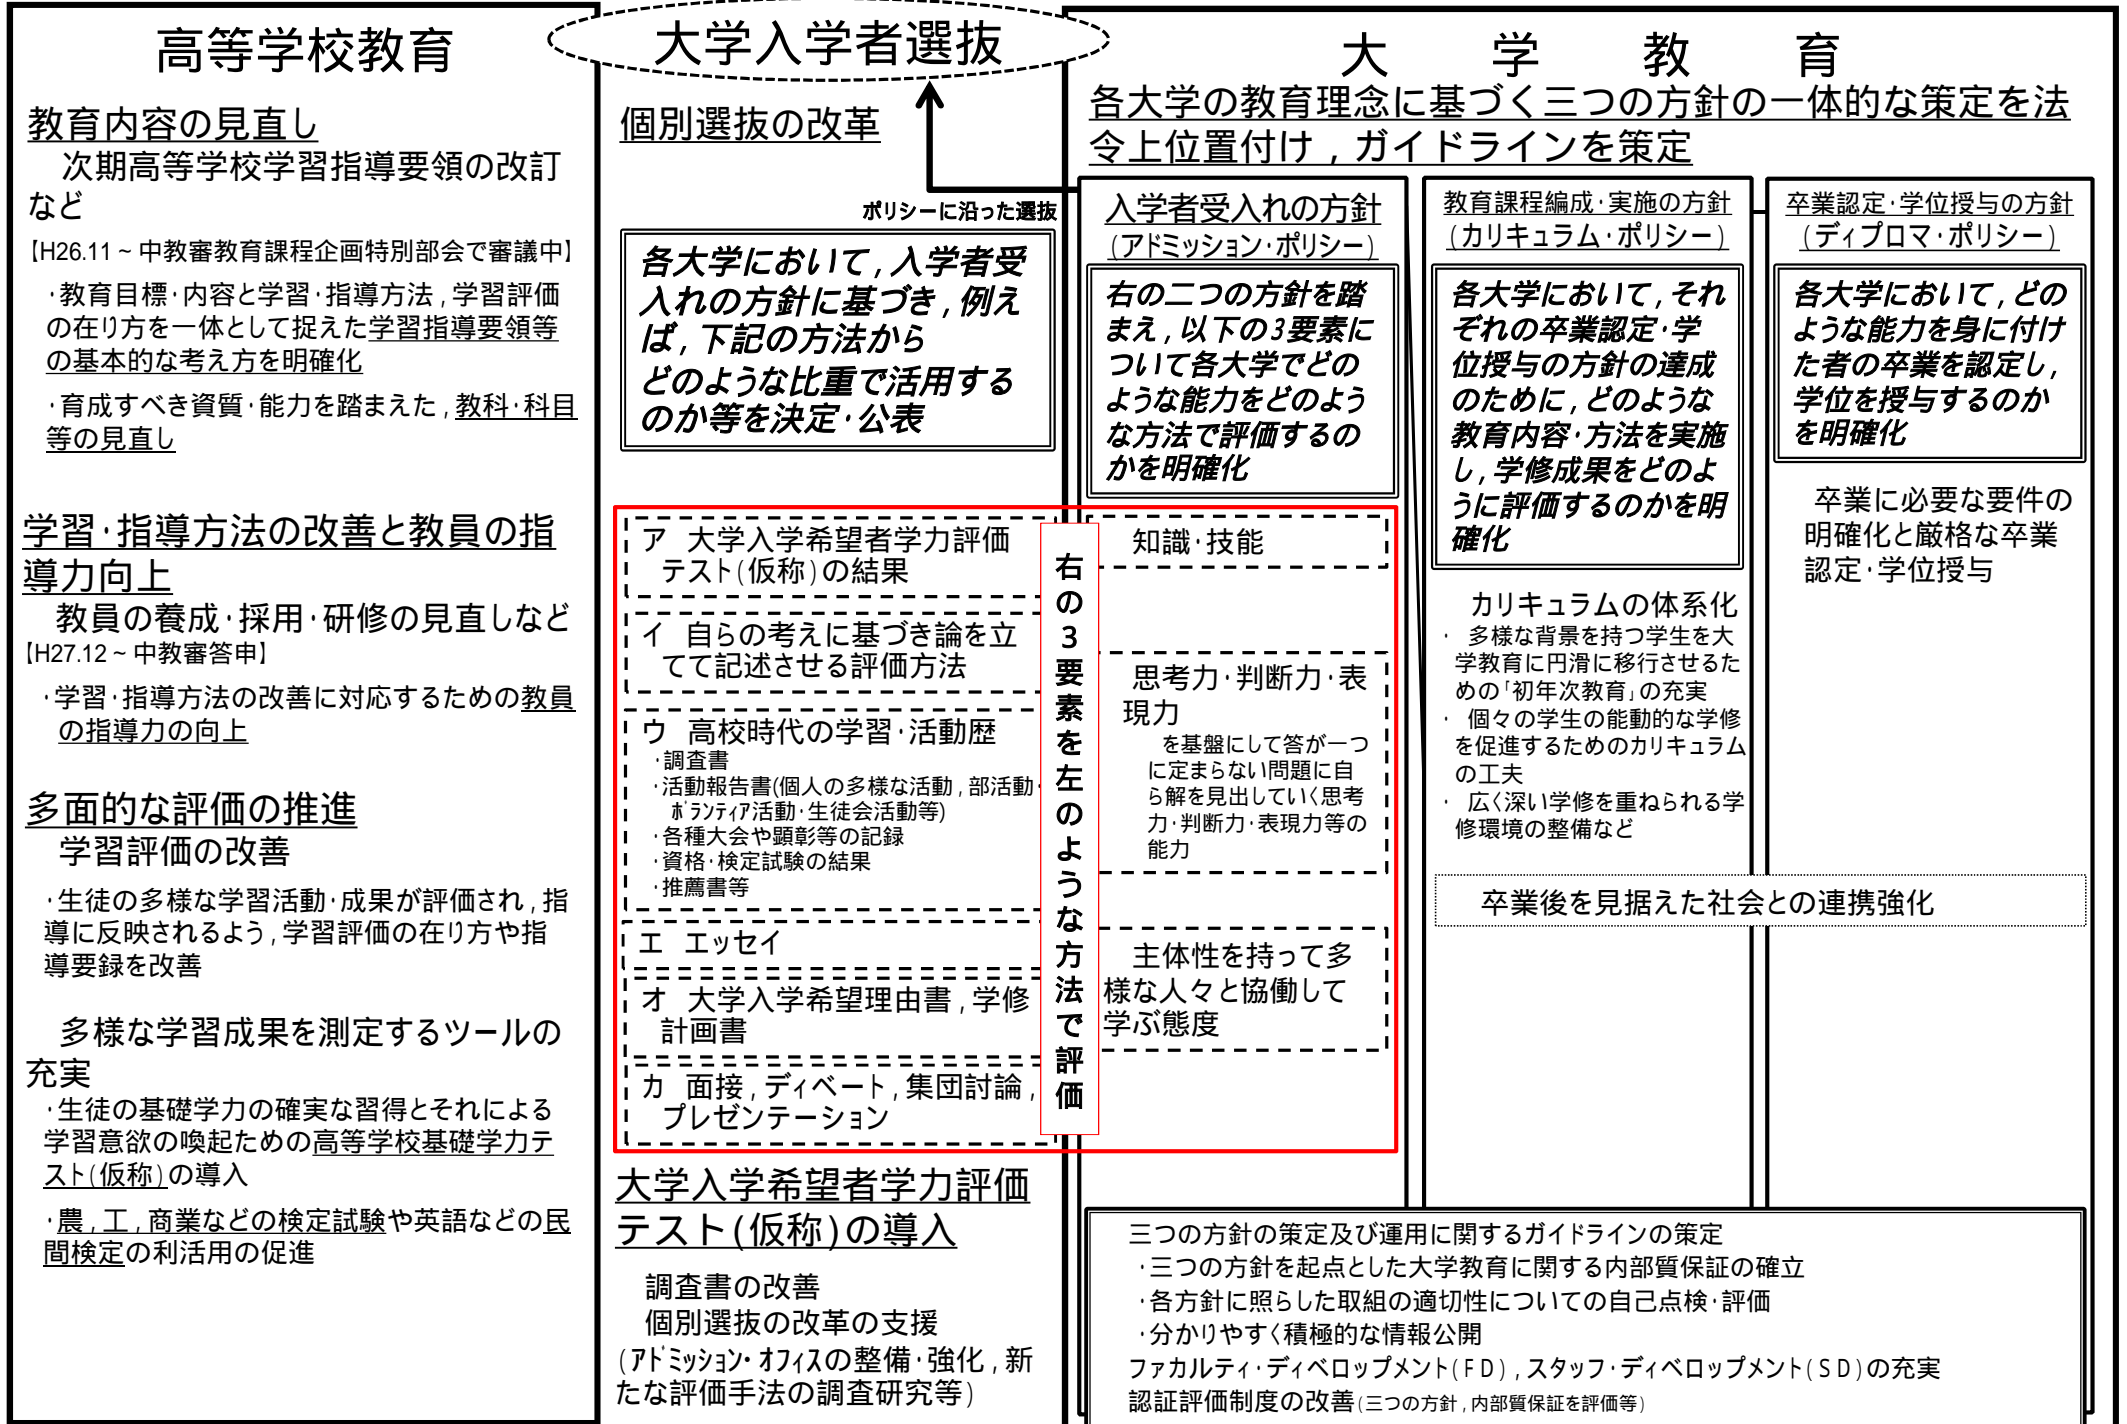 高等学校教育
教育内容の見直し
次期高等学校学習指導要領の改訂
など
【H26.11～中教審教育課程企画特別部会で審議中】
・教育目標・内容と学習・指導方法，学習評価
の在り方を一体として捉えた学習指導要領等
の基本的な考え方を明確化
・育成すべき資質・能力を踏まえた，教科・科目
等の見直し
学習・指導方法の改善と教員の指
導力向上
教員の養成・採用・研修の見直しなど
【H27.12～中教審答申】
・学習・指導方法の改善に対応するための教員
の指導力の向上
多面的な評価の推進
学習評価の改善
・生徒の多様な学習活動・成果が評価され，指
導に反映されるよう，学習評価の在り方や指
導要録を改善
多様な学習成果を測定するツールの
充実
・生徒の基礎学力の確実な習得とそれによる
学習意欲の喚起ための高等学校基礎学力テ
スト(仮称)の導入
・農，工，商業などの検定試験や英語などの民
間検定の利活用の促進
大学入学者選抜
個別選抜の改革
ポリシーに沿った選抜
各大学において，入学者受
入れの方針に基づき，例え
ば，下記の方法から
どのような比重で活用する
のか等を決定・公表
ア 大学入学希望者学力評価
テスト(仮称)の結果
イ 自らの考えに基づき論を立
てて記述させる評価方法
ウ 高校時代の学習・活動歴
・調査書
・活動報告書(個人の多様な活動，部活動・
ﾎﾞﾗﾝﾃｨｱ活動・生徒会活動等)
・各種大会や顕彰等の記録
・資格・検定試験の結果
・推薦書等
エ エッセイ
オ 大学入学希望理由書，学修
計画書
カ 面接，ディベート，集団討論，
プレゼンテーション
右の3要素を左のような方法で評価
大学入学希望者学力評価
テスト(仮称)の導入
調査書の改善
個別選抜の改革の支援
(ｱﾄﾞﾐｯｼｮﾝ・ｵﾌｨｽの整備・強化，新
たな評価手法の調査研究等)
大学教育
各大学の教育理念に基づく三つの方針の一体的な策定を法
令上位置付け，ガイドラインを策定
入学者受入れの方針
(アドミッション・ポリシー)
右の二つの方針を踏
まえ，以下の3要素に
ついて各大学でどの
ような能力をどのよう
な方法で評価するの
かを明確化
知識・技能
思考力・判断力・表
現力
を基盤にして答が一つ
に定まらない問題に自
ら解を見出していく思考
力・判断力・表現力等の
能力
主体性を持って多
様な人々と協働して
学ぶ態度
教育課程編成・実施の方針
(カリキュラム・ポリシー)
各大学において，それ
ぞれの卒業認定・学
位授与の方針の達成
のために，どのような
教育内容・方法を実施
し，学修成果をどのよ
うに評価するのかを明
確化
カリキュラムの体系化
・ 多様な背景を持つ学生を大
学教育に円滑に移行させるた
めの「初年次教育」の充実
・ 個々の学生の能動的な学修
を促進するためのカリキュラム
の工夫
・ 広く深い学修を重ねられる学
修環境の整備など
卒業認定・学位授与の方針
(ディプロマ・ポリシー)
各大学において，どの
ような能力を身に付け
た者の卒業を認定し，
学位を授与するのか
を明確化
卒業に必要な要件の
明確化と厳格な卒業
認定・学位授与
卒業後を見据えた社会との連携強化
三つの方針の策定及び運用に関するガイドラインの策定
・三つの方針を起点とした大学教育に関する内部質保証の確立
・各方針に照らした取組の適切性についての自己点検・評価
・分かりやすく積極的な情報公開
ファカルティ・ディベロップメント(FD)，スタッフ・ディベロップメント(SD)の充実
認証評価制度の改善(三つの方針，内部質保証を評価等)